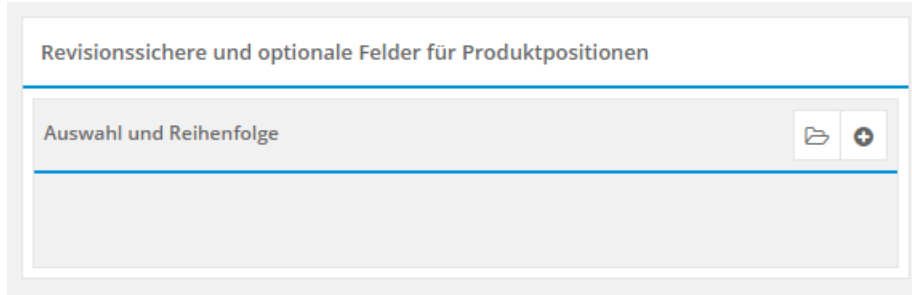 Revisionssichere und optionale Felder für Produktpositionen
Auswahl und Reihenfolge